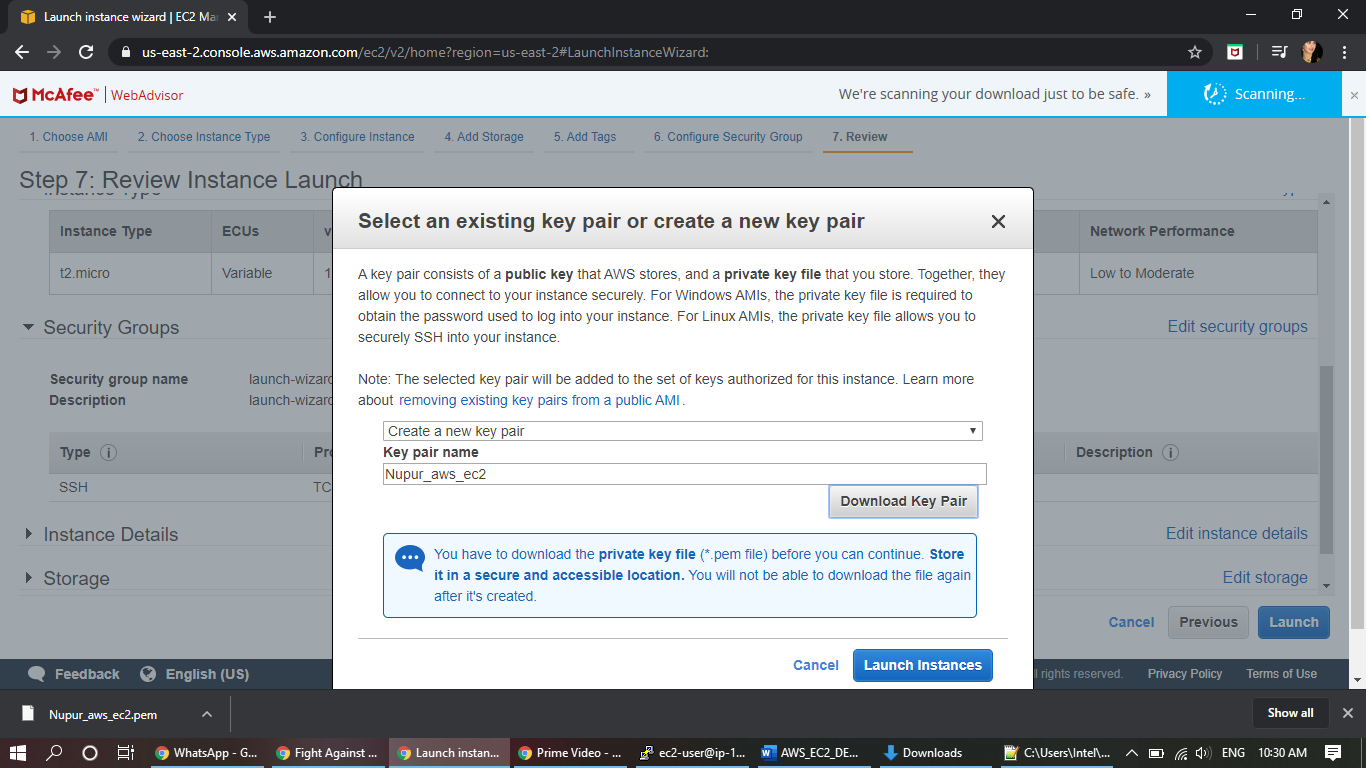 Launch instance wizard | EC2 Ma
us-east-2.console.aws.amazon.com/ec2/v2/home?region=us-east-2#LaunchInstanceWizard:
McAfee™ | WebAdvisor
We're scanning your download just to be safe. »
Scanning...
1. Choose AMI
2. Choose Instance Type
3. Configure Instance
4. Add Storage
5. Add Tags
6. Configure Security Group
7. Review
Step 7: Review Instance Launch
Instance Type
ECUs
Network Performance
t2.micro
Variable
1
Low to Moderate
Security Groups
Edit security groups
Security group name
launch-wizard
Description
launch-wizard
Type
Pro
Description
SSH
TC
Instance Details
Edit instance details
Storage
Edit storage
Cancel
Previous
Launch
Select an existing key pair or create a new key pair
A key pair consists of a public key that AWS stores, and a private key file that you store. Together, they
allow you to connect to your instance securely. For Windows AMIs, the private key file is required to
obtain the password used to log into your instance. For Linux AMIs, the private key file allows you to
securely SSH into your instance.
Note: The selected key pair will be added to the set of keys authorized for this instance. Learn more
about removing existing key pairs from a public AMI .
Create a new key pair
Key pair name
Nupur_aws_ec2
Download Key Pair
You have to download the private key file (*.pem file) before you can continue. Store
it in a secure and accessible location. You will not be able to download the file again
after it's created.
Cancel
Launch Instances
Feedback
English (US)
rights reserved.
Privacy Policy
Terms of Use
Nupur_aws_ec2.pem
Show all
WhatsApp - G...
Fight Against ...
Launch instan...
Prime Video - ...
ec2-user@ip-1...
AWS_EC2_DE...
Downloads
C:\Users\Intel\...
ENG
10:30 AM